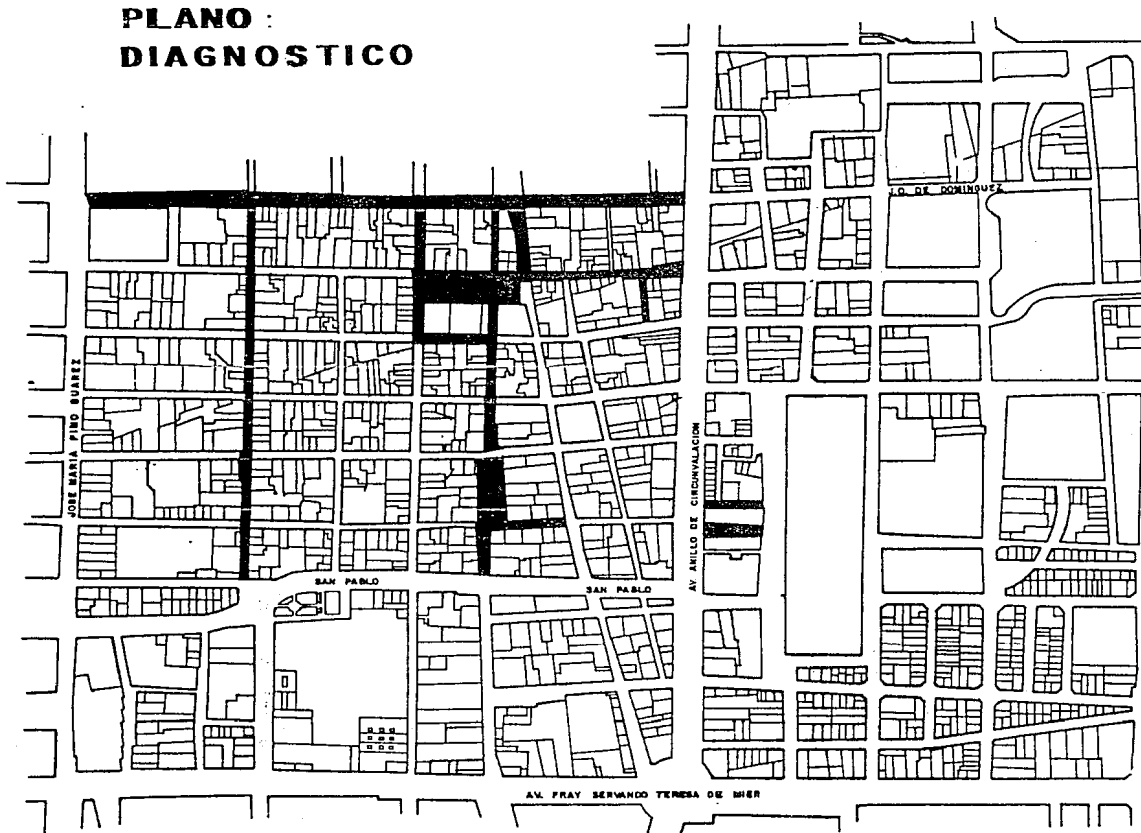 PLANO :
DIAGNOSTICO
J.O. DE DOMINGUEZ
JOSE MARIA PINO SUAREZ
AV. ANILLO DE CIRCUNVALACION
SAN PABLO
SAN PABLO
AV. FRAY SERVANDO TERESA DE MIER